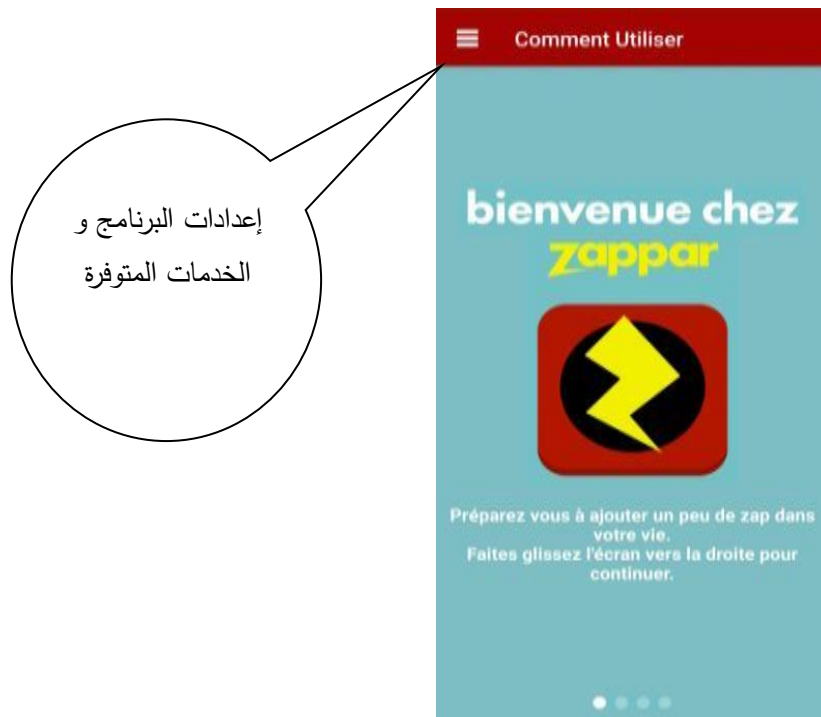 Comment Utiliser
إعدادات البرنامج و
الخدمات المتوفرة
bienvenue chez
zappar
Préparez vous à ajouter un peu de zap dans
votre vie.
Faites glissez l'écran vers la droite pour
continuer.